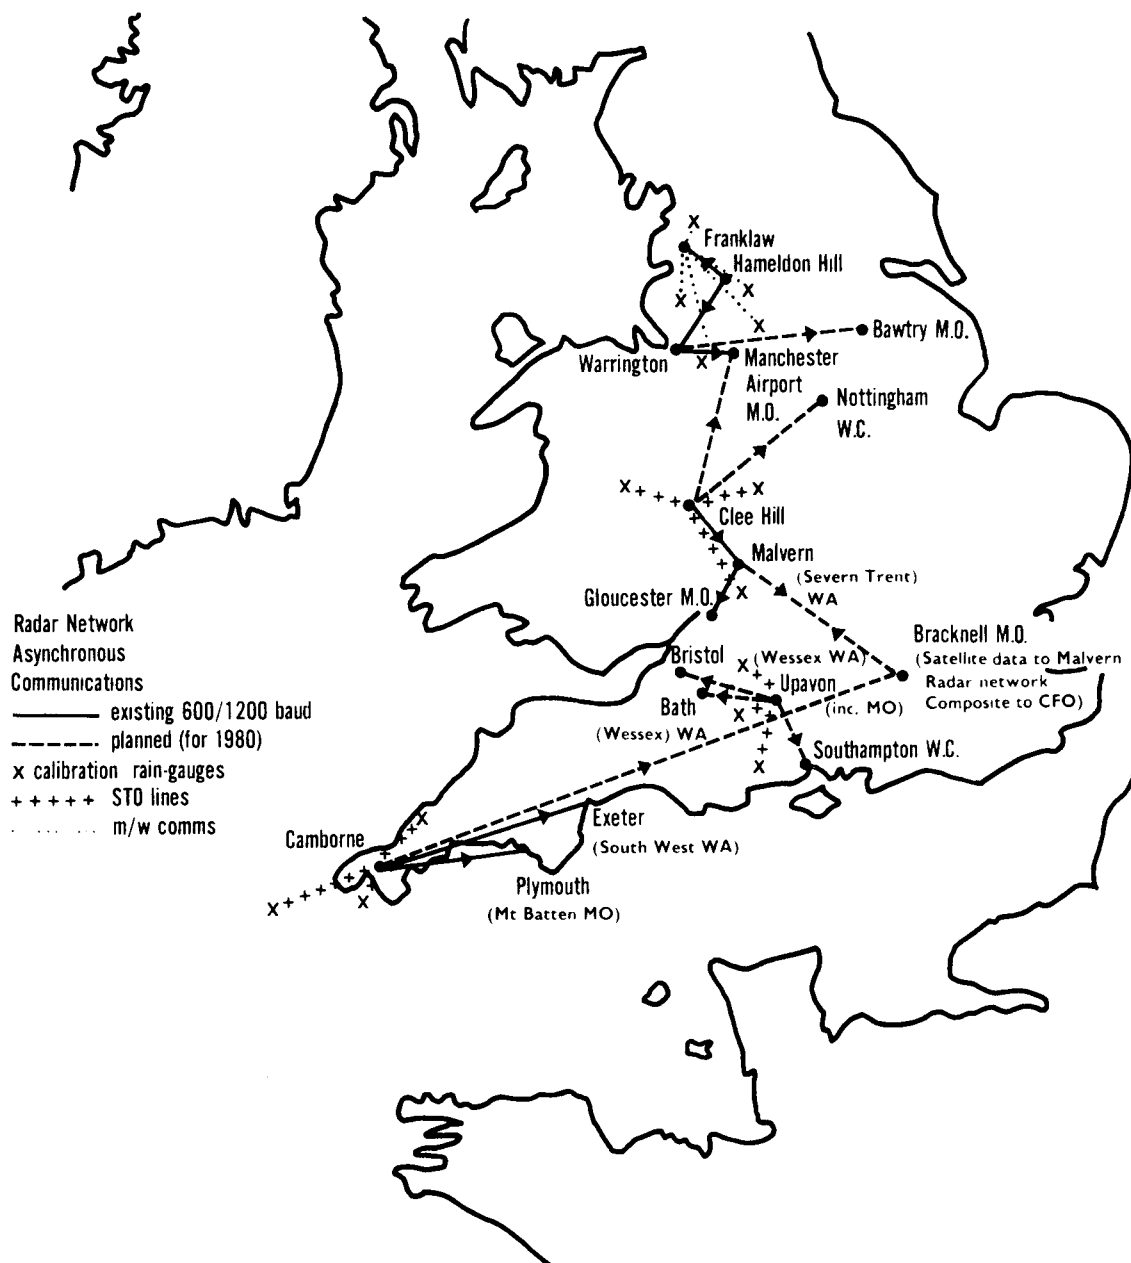 Franklaw
Hameldon Hill
Bawtry M.O.
Warrington
Manchester
Airport
M.O.
Nottingham
W.C.
Clee Hill
Malvern
(Severn Trent)
WA
Gloucester M.O.
Radar Network
Asynchronous
Communications
existing 600/1200 baud
planned (for 1980)
x calibration rain-gauges
+ + + + + STO lines
. . ... . m/w comms
Bracknell M.O.
(Satellite data to Malvern
Radar network
Composite to CFO)
Bristol
(Wessex WA)
Upavon
(inc. MO)
Bath
(Wessex) WA
Southampton W.C.
Exeter
(South West WA)
Camborne
Plymouth
(Mt Batten MO)